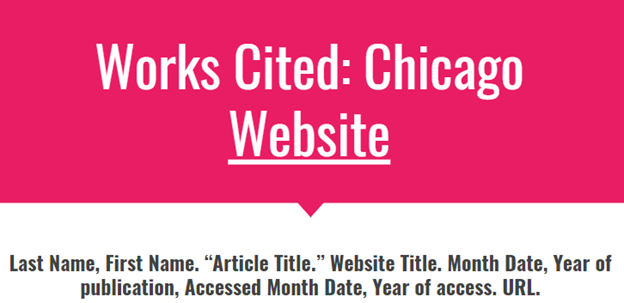 Works Cited: Chicago
Website
Last Name, First Name. “Article Title.” Website Title. Month Date, Year of
publication, Accessed Month Date, Year of access. URL.